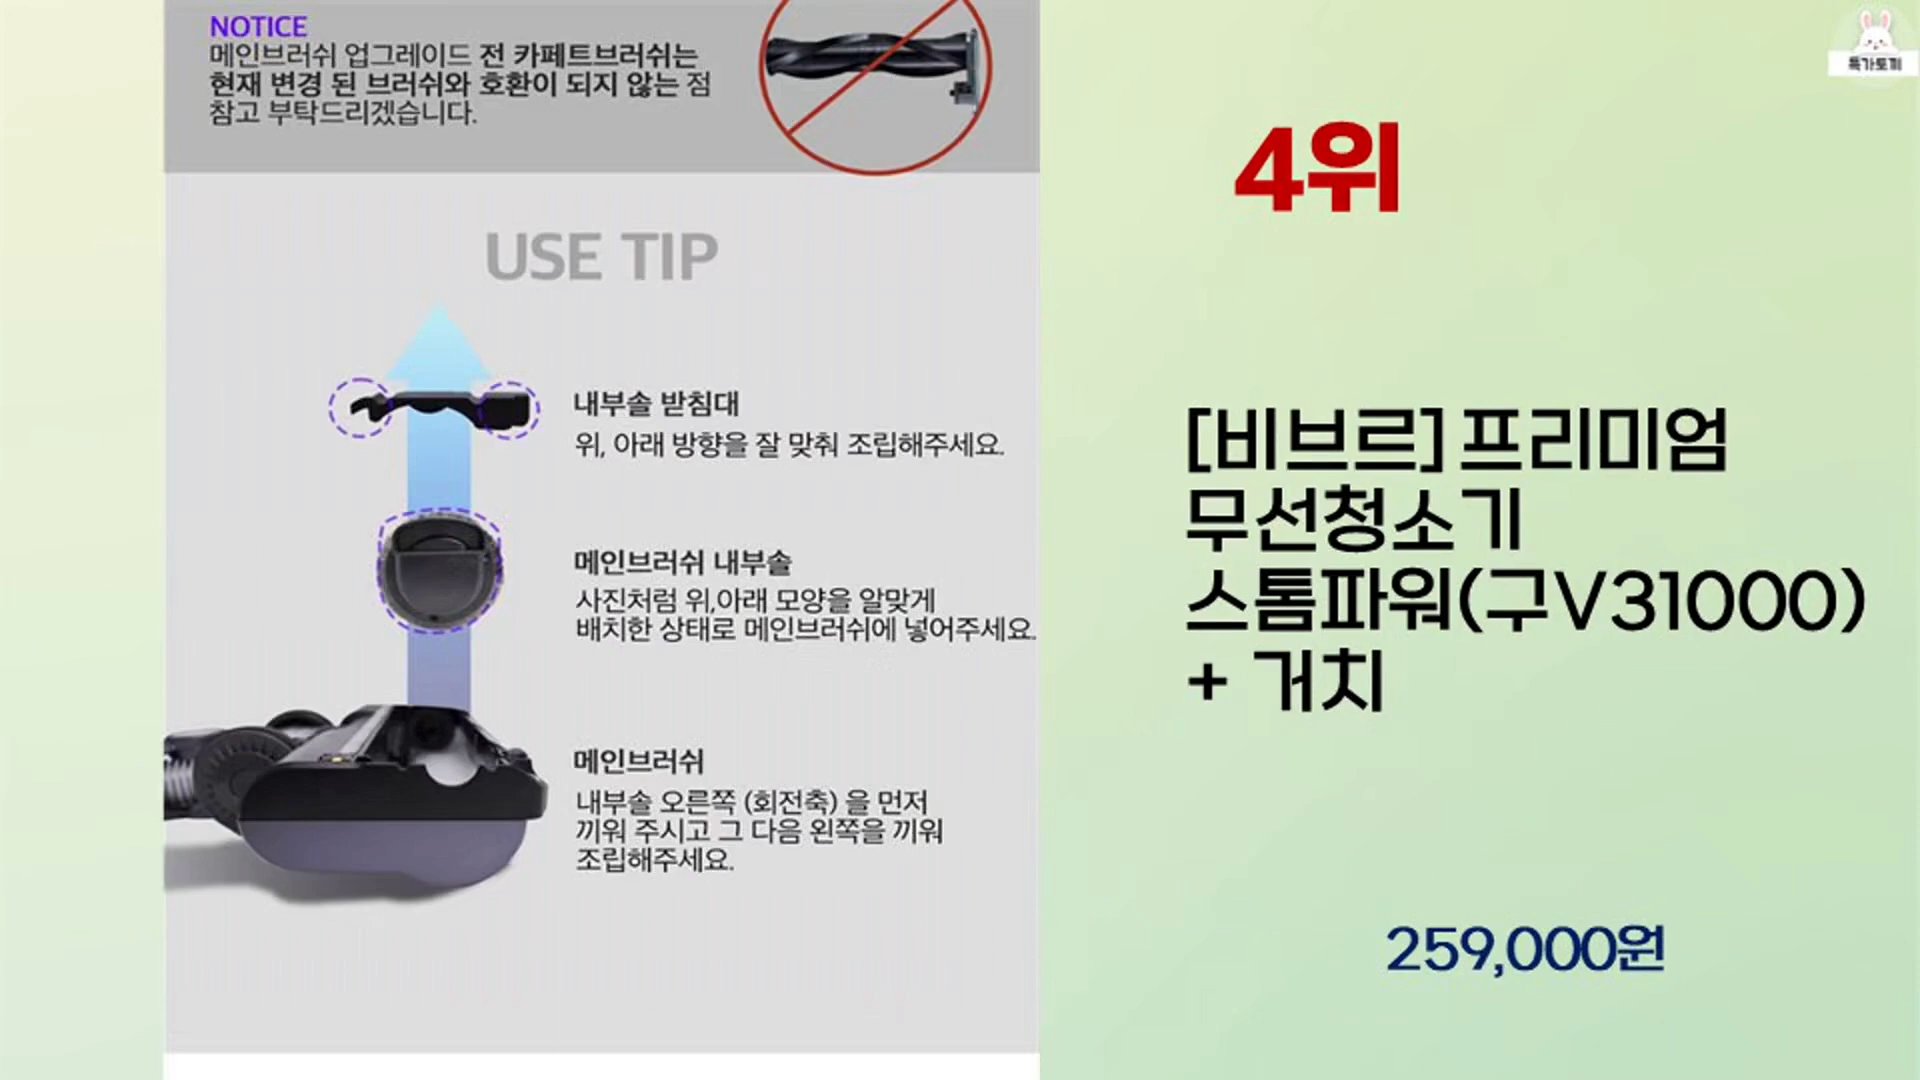 NOTICE
메인브러쉬 업그레이드 전 카페트브러쉬는
현재 변경 된 브러쉬와 호환이 되지 않는 점
참고 부탁드리겠습니다.
USE TIP
내부솔 받침대
위, 아래 방향을 잘 맞춰 조립해주세요.
메인브러쉬 내부솔
사진처럼 위,아래 모양을 알맞게
배치한 상태로 메인브러쉬에 넣어주세요.
메인브러쉬
내부솔 오른쪽 (회전축) 을 먼저
끼워 주시고 그 다음 왼쪽을 끼워
조립해주세요.
특가토끼
4위
[비브르] 프리미엄
무선청소기
스톰파워(구V31000)
+ 거치
259,000원